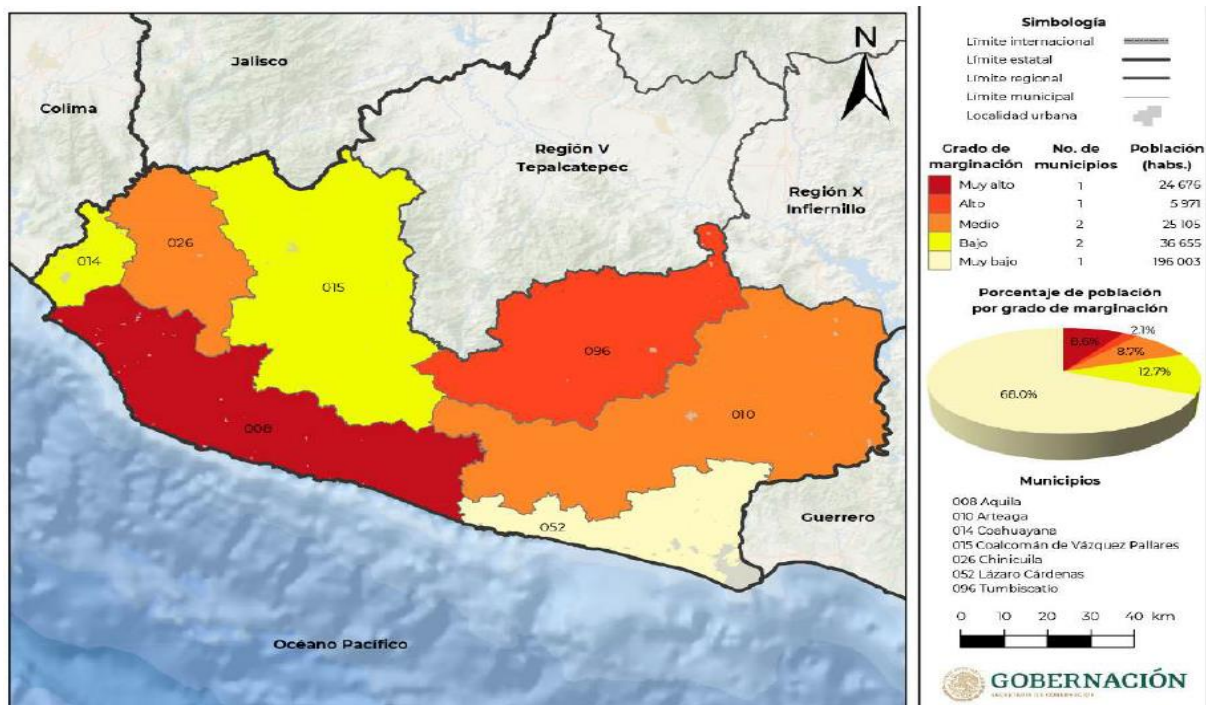 Jalisco
Colima
N
Región V
Tepalcatepec
Región X
Infiernillo
014
026
015
096
010
008
052
Guerrero
Océano Pacífico
Simbología
Límite internacional
Límite estatal
Límite regional
Límite municipal
Localidad urbana
Grado de marginación No. de municipios Población (habs.)
Muy alto 1 24 676
Alto 1 5 971
Medio 2 25 105
Bajo 2 36 655
Muy bajo 1 196 003
Porcentaje de población
por grado de marginación
8.6%
2.1%
8.7%
12.7%
68.0%
Municipios
008 Aquila
010 Arteaga
014 Coahuayana
015 Coalcomán de Vázquez Pallares
026 Chinicuila
052 Lázaro Cárdenas
096 Tumbiscatío
0 10 20 30 40 km
GOBERNACIÓN
SECRETARÍA DE GOBERNACIÓN